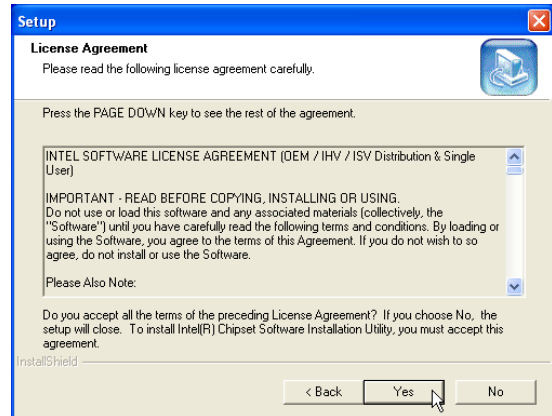 Setup
License Agreement
Please read the following license agreement carefully.
Press the PAGE DOWN key to see the rest of the agreement.
INTEL SOFTWARE LICENSE AGREEMENT (OEM / IHV / ISV Distribution & Single
User)
IMPORTANT - READ BEFORE COPYING, INSTALLING OR USING.
Do not use or load this software and any associated materials (collectively, the
"Software") until you have carefully read the following terms and conditions. By loading or
using the Software, you agree to the terms of this Agreement. If you do not wish to so
agree, do not install or use the Software.
Please Also Note:
Do you accept all the terms of the preceding License Agreement? If you choose No, the
setup will close. To install Intel(R) Chipset Software Installation Utility, you must accept this
agreement.
InstallShield
< Back Yes No